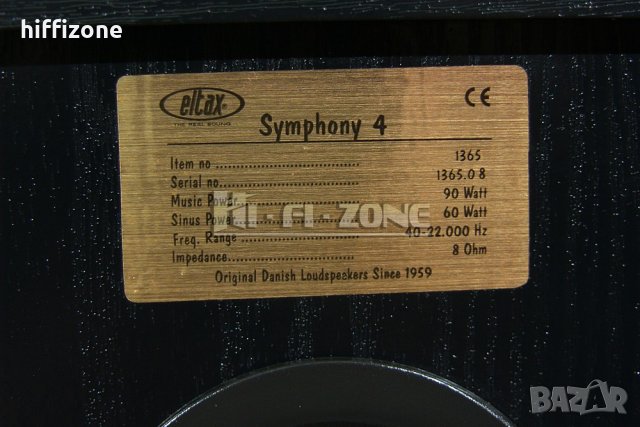 hiffizone
eltax®
THE REAL SOUND
CE
Symphony 4
Item no .................................... 1365
Serial no.................................... 1365.0 8
Music Power.................................... 90 Watt
Sinus Power.................................... 60 Watt
Freq. Range .................................... 40-22.000 Hz
Impedance.................................... 8 Ohm
Original Danish Loudspeakers Since 1959
HI-FI-ZONE
BAZAR